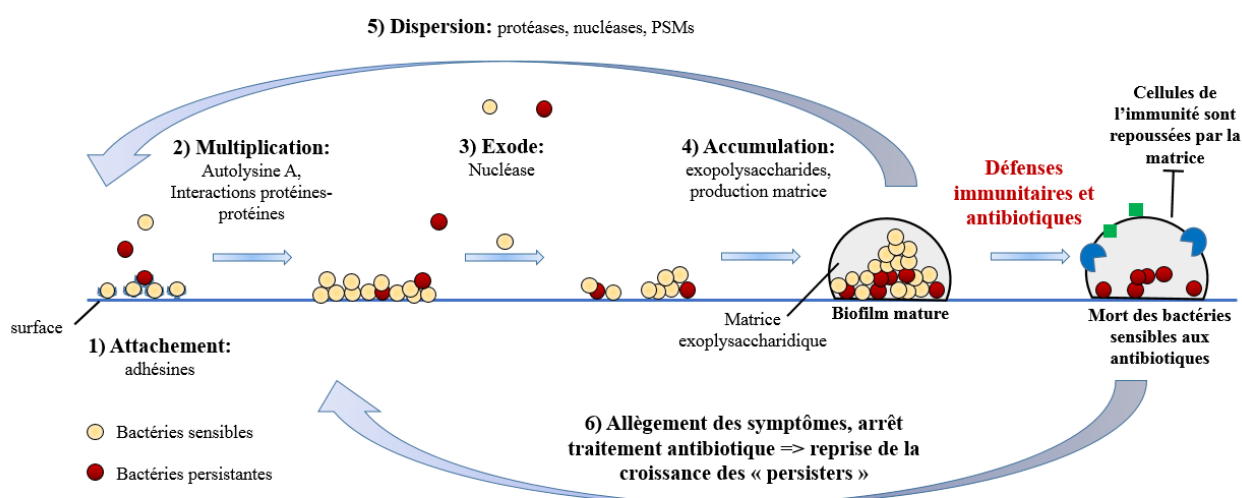 5) Dispersion: protéases, nucléases, PSMs
2) Multiplication:
Autolysine A,
Interactions protéines-
protéines
3) Exode:
Nucléase
4) Accumulation:
exopolysaccharides,
production matrice
Défenses
immunitaires et
antibiotiques
Cellules de
l’immunité sont
repoussées par la
matrice
surface
1) Attachement:
adhésines
Matrice
exoplysaccharidique
Biofilm mature
Mort des bactéries
sensibles aux
antibiotiques
Bactéries sensibles
Bactéries persistantes
6) Allègement des symptômes, arrêt
traitement antibiotique => reprise de la
croissance des « persisters »